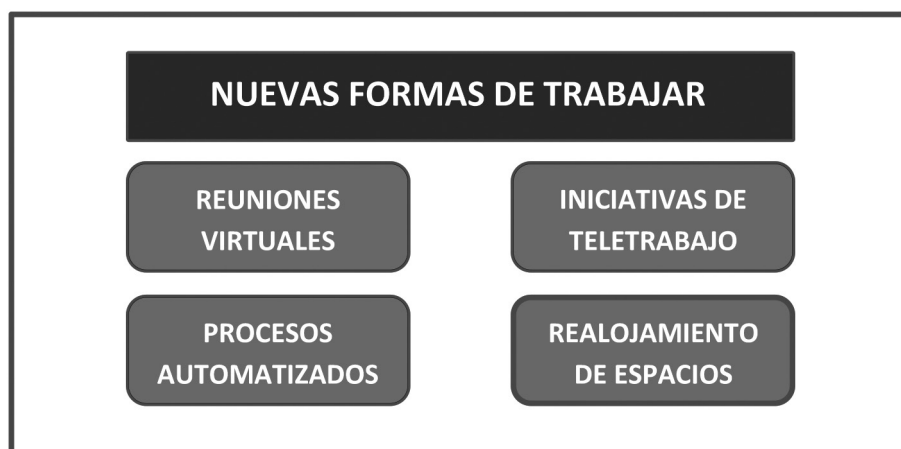 NUEVAS FORMAS DE TRABAJAR
REUNIONES
VIRTUALES
INICIATIVAS DE
TELETRABAJO
PROCESOS
AUTOMATIZADOS
REALOJAMIENTO
DE ESPACIOS